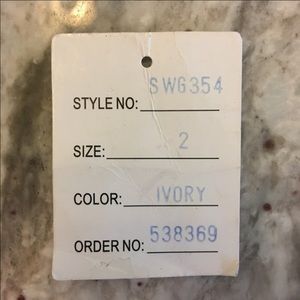 STYLE NO: SWG354
SIZE: 2
COLOR: IVORY
ORDER NO: 538369